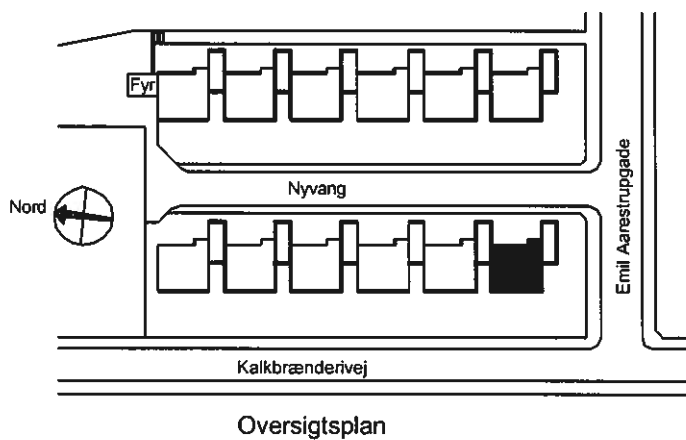 Fyr
Nyvang
Nord
Emil Aarestrupgade
Kalkbrænderivej
Oversigtsplan